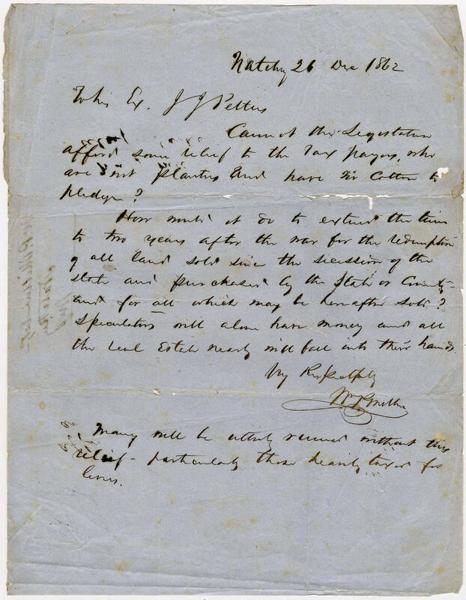 Natchez 26 Dec 1862
To his Ex. J J Pettus
Cannot the Legislature
afford some relief to the Tax payers, who
are not planters and have no Cotton to
pledge?
How would it do to extend the time
to two years after the war for the redemption
of all land sold since the secession of the
state and purchased by the State or County
and for all which may be hereafter sold?
Speculators will alone have money and all
the real Estate nearly will fall into their hands.
Very Respectfully
Many will be utterly ruined without this
relief - particularly those heavily taxed for
levees.